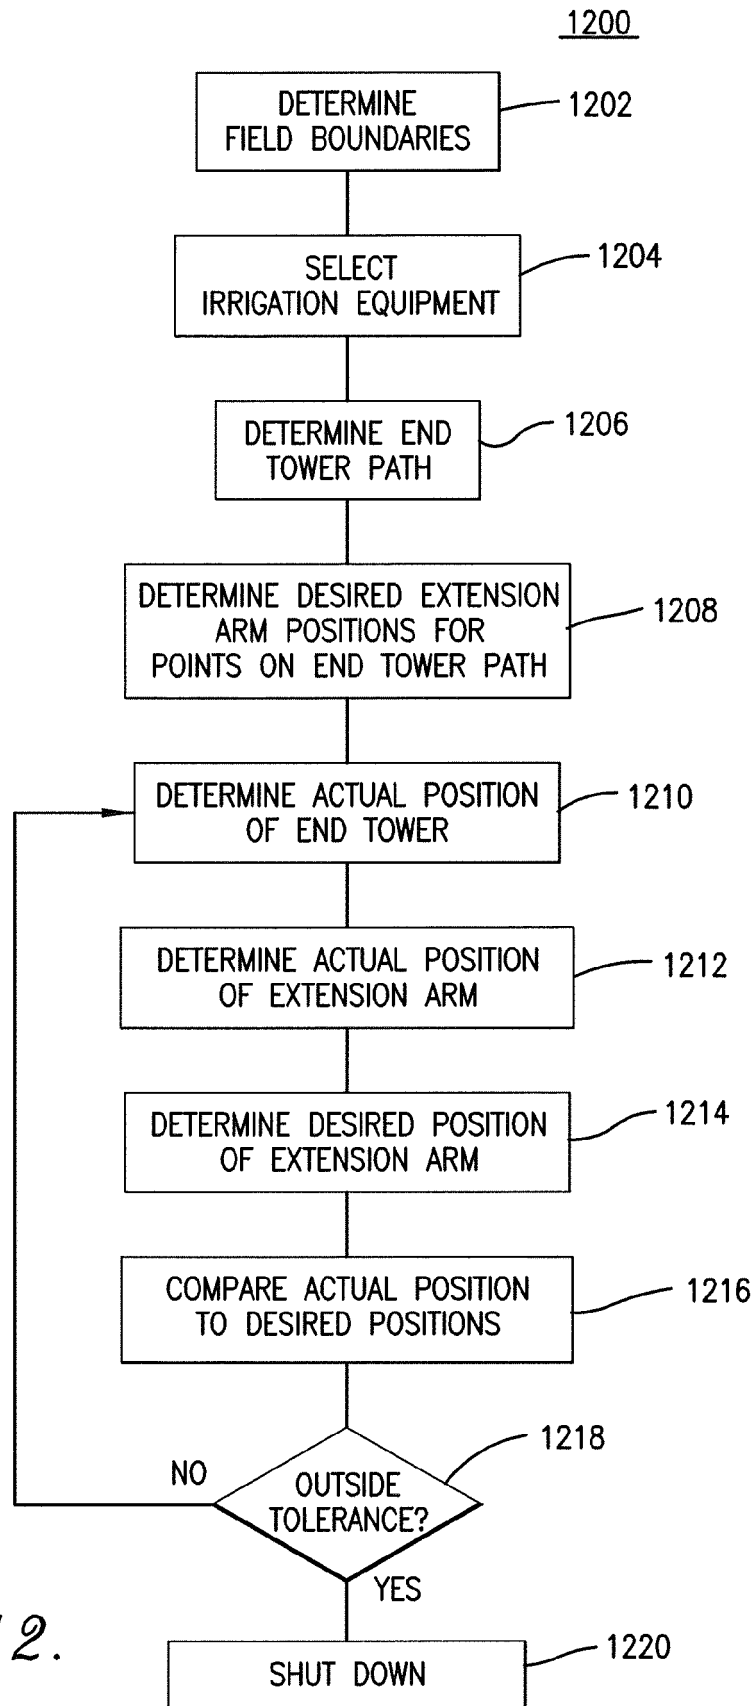 1200
DETERMINE
FIELD BOUNDARIES
1202
SELECT
IRRIGATION EQUIPMENT
1204
DETERMINE END
TOWER PATH
1206
DETERMINE DESIRED EXTENSION
ARM POSITIONS FOR
POINTS ON END TOWER PATH
1208
DETERMINE ACTUAL POSITION
OF END TOWER
1210
DETERMINE ACTUAL POSITION
OF EXTENSION ARM
1212
DETERMINE DESIRED POSITION
OF EXTENSION ARM
1214
COMPARE ACTUAL POSITION
TO DESIRED POSITIONS
1216
NO
OUTSIDE
TOLERANCE?
1218
YES
2.
SHUT DOWN
1220